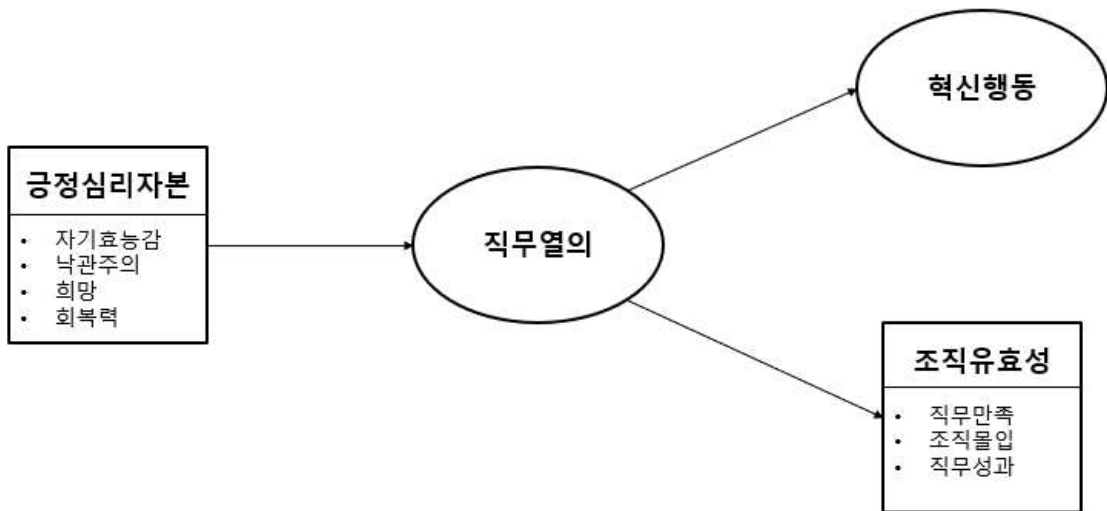 혁신행동
긍정심리자본
• 자기효능감
• 낙관주의
• 희망
• 회복력
직무열의
조직유효성
• 직무만족
• 조직몰입
• 직무성과